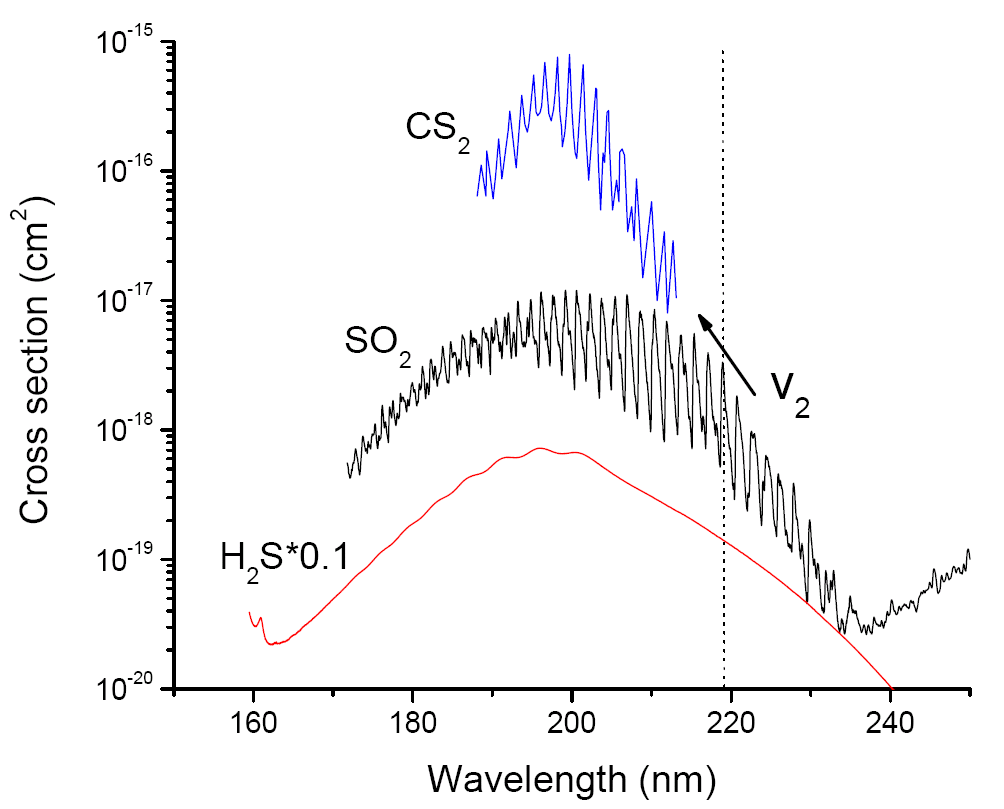 10⁻¹⁵
10⁻¹⁶
10⁻¹⁷
10⁻¹⁸
10⁻¹⁹
10⁻²⁰
Cross section (cm²)
CS₂
SO₂
H₂S*0.1
v₂
160 180 200 220 240
Wavelength (nm)